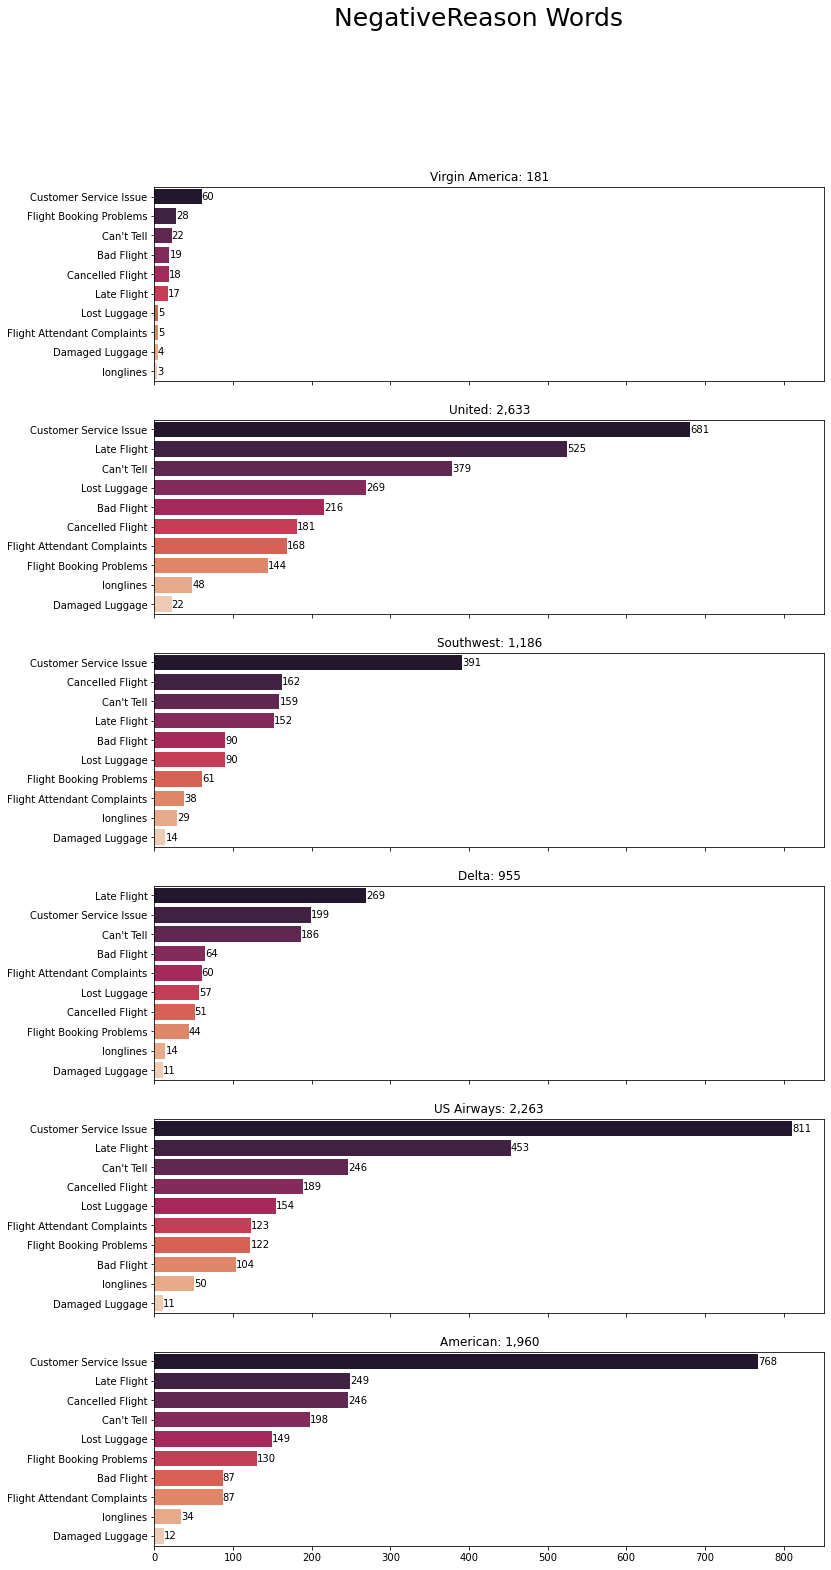 NegativeReason Words
Virgin America: 181
Customer Service Issue 60
Flight Booking Problems 28
Can't Tell 22
Bad Flight 19
Cancelled Flight 18
Late Flight 17
Lost Luggage 5
Flight Attendant Complaints 5
Damaged Luggage 4
longlines 3
United: 2,633
Customer Service Issue 681
Late Flight 525
Can't Tell 379
Lost Luggage 269
Bad Flight 216
Cancelled Flight 181
Flight Attendant Complaints 168
Flight Booking Problems 144
longlines 48
Damaged Luggage 22
Southwest: 1,186
Customer Service Issue 391
Cancelled Flight 162
Can't Tell 159
Late Flight 152
Bad Flight 90
Lost Luggage 90
Flight Booking Problems 61
Flight Attendant Complaints 38
longlines 29
Damaged Luggage 14
Delta: 955
Late Flight 269
Customer Service Issue 199
Can't Tell 186
Bad Flight 64
Flight Attendant Complaints 60
Lost Luggage 57
Cancelled Flight 51
Flight Booking Problems 44
longlines 14
Damaged Luggage 11
US Airways: 2,263
Customer Service Issue 811
Late Flight 453
Can't Tell 246
Cancelled Flight 189
Lost Luggage 154
Flight Attendant Complaints 123
Flight Booking Problems 122
Bad Flight 104
longlines 50
Damaged Luggage 11
American: 1,960
Customer Service Issue 768
Late Flight 249
Cancelled Flight 246
Can't Tell 198
Lost Luggage 149
Flight Booking Problems 130
Bad Flight 87
Flight Attendant Complaints 87
longlines 34
Damaged Luggage 12
0 100 200 300 400 500 600 700 800